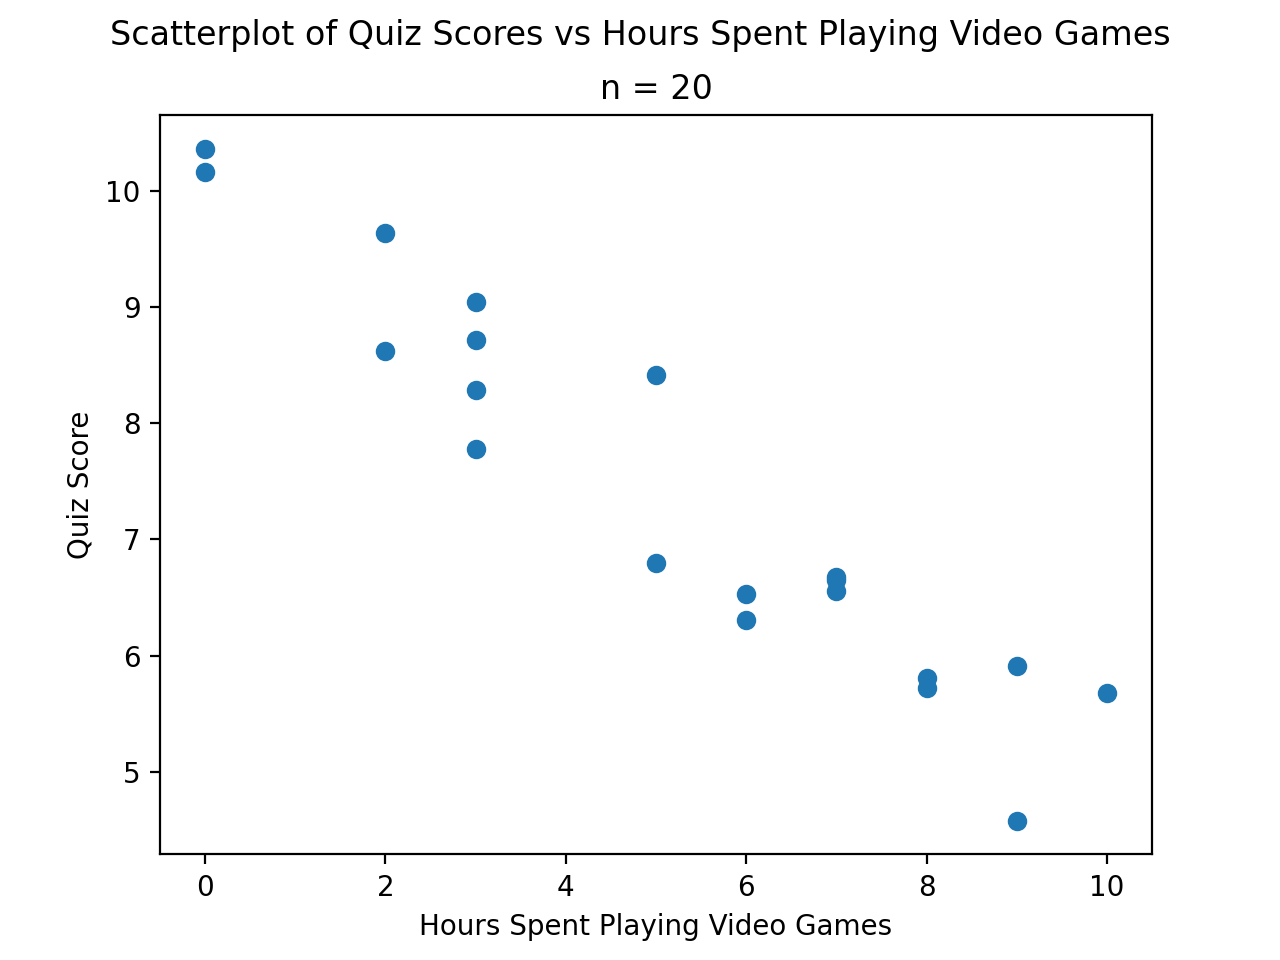 Scatterplot of Quiz Scores vs Hours Spent Playing Video Games
n = 20
10
9
8
7
6
5
Quiz Score
0 2 4 6 8 10
Hours Spent Playing Video Games